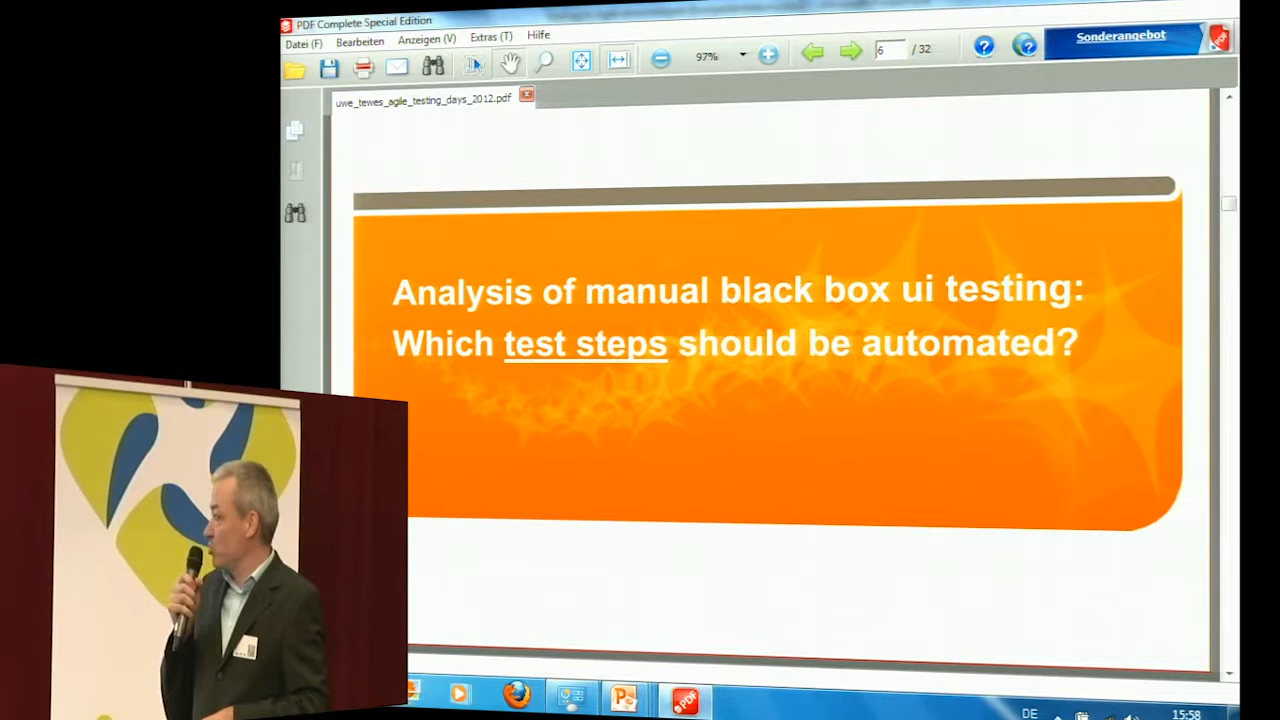 PDF Complete Special Edition
Datei (F) Bearbeiten Anzeigen (V) Extras (T) Hilfe
97% 6 / 32 Sonderangebot
uwe_tewes_agile_testing_days_2012.pdf
Analysis of manual black box ui testing:
Which test steps should be automated?
PDF
DE
15:58